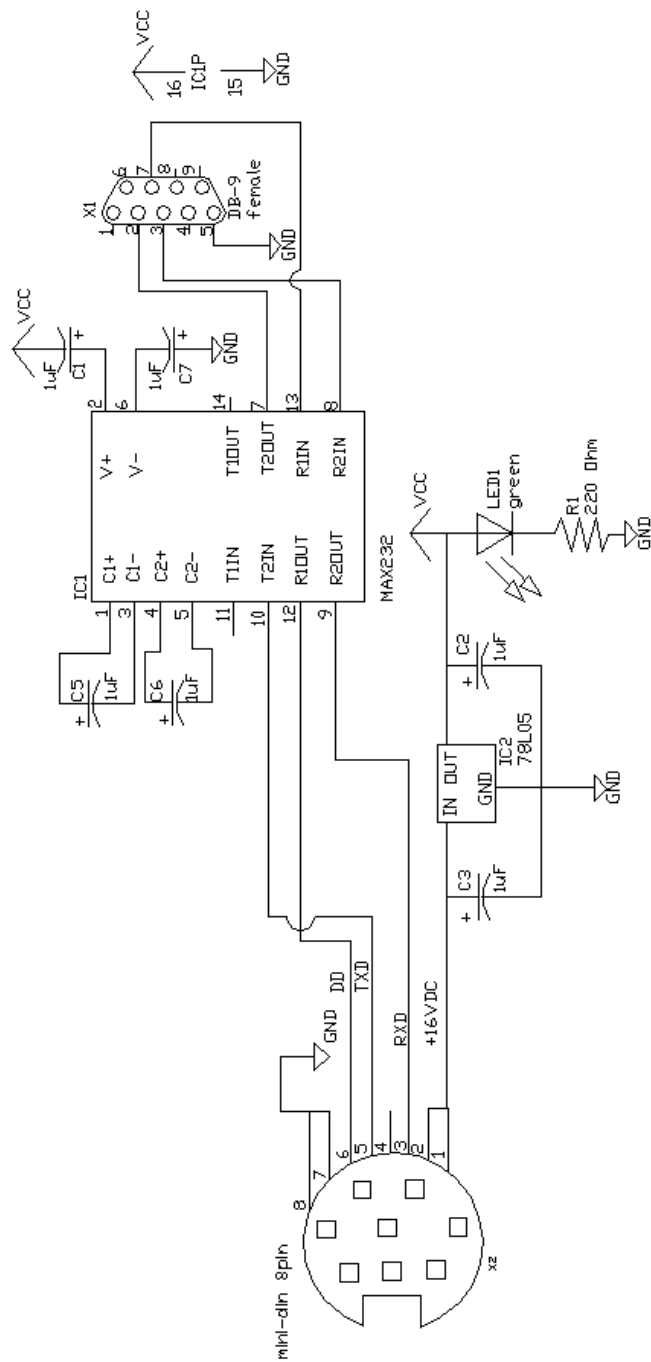 VCC
16
IC1P
15
GND
X1
1
2
3
4
5
6
7
8
9
DB-9
female
GND
VCC
+
1uF
C1
1uF
+
C7
GND
2
6
14
7
13
8
V+
V-
T1OUT
T2OUT
R1IN
R2IN
IC1
C1+
C1-
C2+
C2-
T1IN
T2IN
R1OUT
R2OUT
MAX232
1
3
4
5
11
10
12
9
+
C5
1uF
+
C6
1uF
VCC
LED1
green
R1
220 Ohm
GND
+
C2
1uF
IN OUT
GND
IC2
78L05
GND
+
C3
1uF
DD
TXD
RXD
+16VDC
GND
8
7
6
5
4
3
2
1
mini-din 8pin
X2